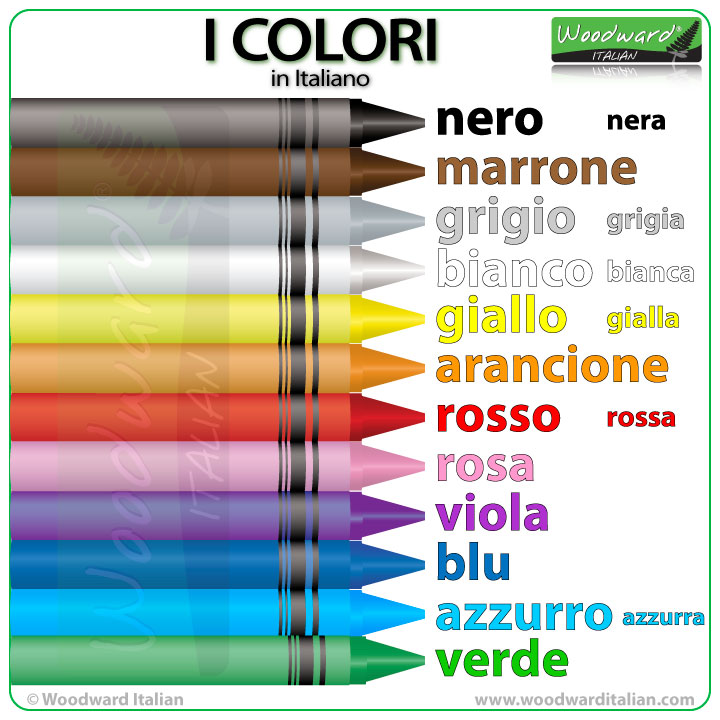 I COLORI
in Italiano
Woodward®
ITALIAN
nero nera
marrone
grigio grigia
bianco bianca
giallo gialla
arancione
rosso rossa
rosa
viola
blu
azzurro azzurra
verde
Woodward®
ITALIAN
© Woodward Italian
www.woodwarditalian.com